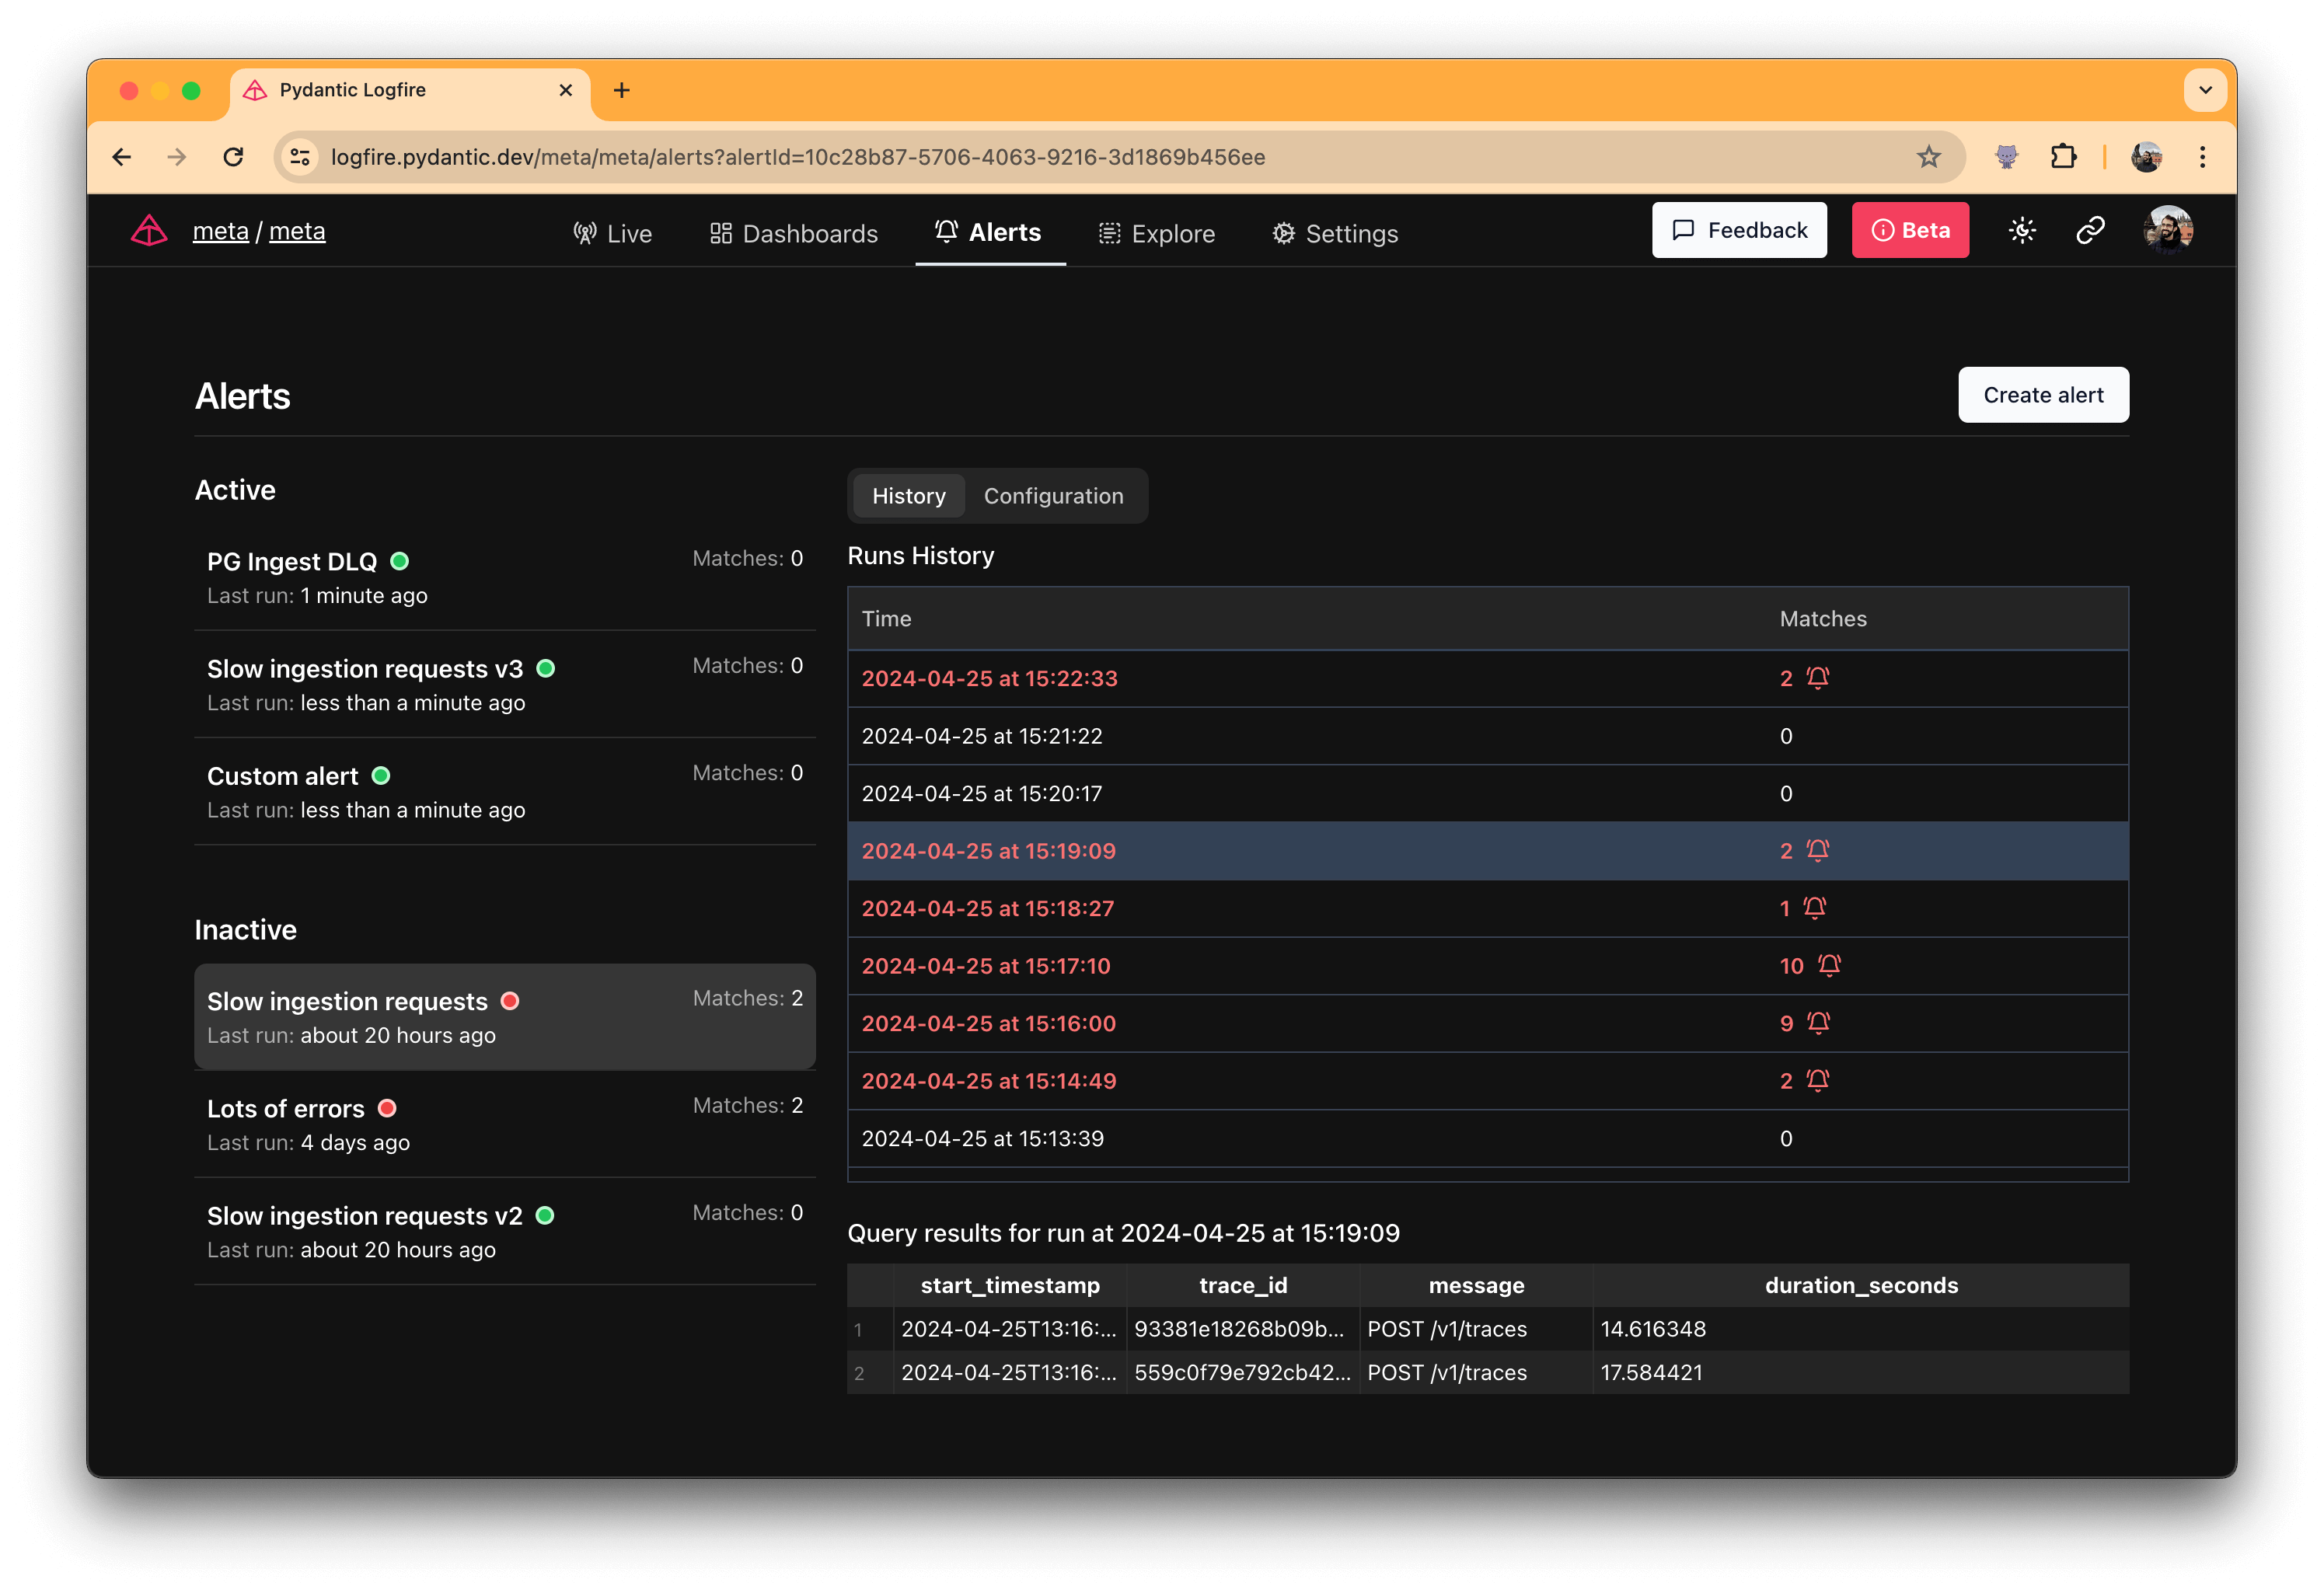 Pydantic Logfire
logfire.pydantic.dev/meta/meta/alerts?alertId=10c28b87-5706-4063-9216-3d1869b456ee
meta / meta
Live
Dashboards
Alerts
Explore
Settings
Feedback
Beta
Alerts
Create alert
Active
PG Ingest DLQ
Matches: 0
Last run: 1 minute ago
Slow ingestion requests v3
Matches: 0
Last run: less than a minute ago
Custom alert
Matches: 0
Last run: less than a minute ago
Inactive
Slow ingestion requests
Matches: 2
Last run: about 20 hours ago
Lots of errors
Matches: 2
Last run: 4 days ago
Slow ingestion requests v2
Matches: 0
Last run: about 20 hours ago
History
Configuration
Runs History
Time Matches
2024-04-25 at 15:22:33 2
2024-04-25 at 15:21:22 0
2024-04-25 at 15:20:17 0
2024-04-25 at 15:19:09 2
2024-04-25 at 15:18:27 1
2024-04-25 at 15:17:10 10
2024-04-25 at 15:16:00 9
2024-04-25 at 15:14:49 2
2024-04-25 at 15:13:39 0
Query results for run at 2024-04-25 at 15:19:09
start_timestamp trace_id message duration_seconds
1 2024-04-25T13:16:... 93381e18268b09b... POST /v1/traces 14.616348
2 2024-04-25T13:16:... 559c0f79e792cb42... POST /v1/traces 17.584421